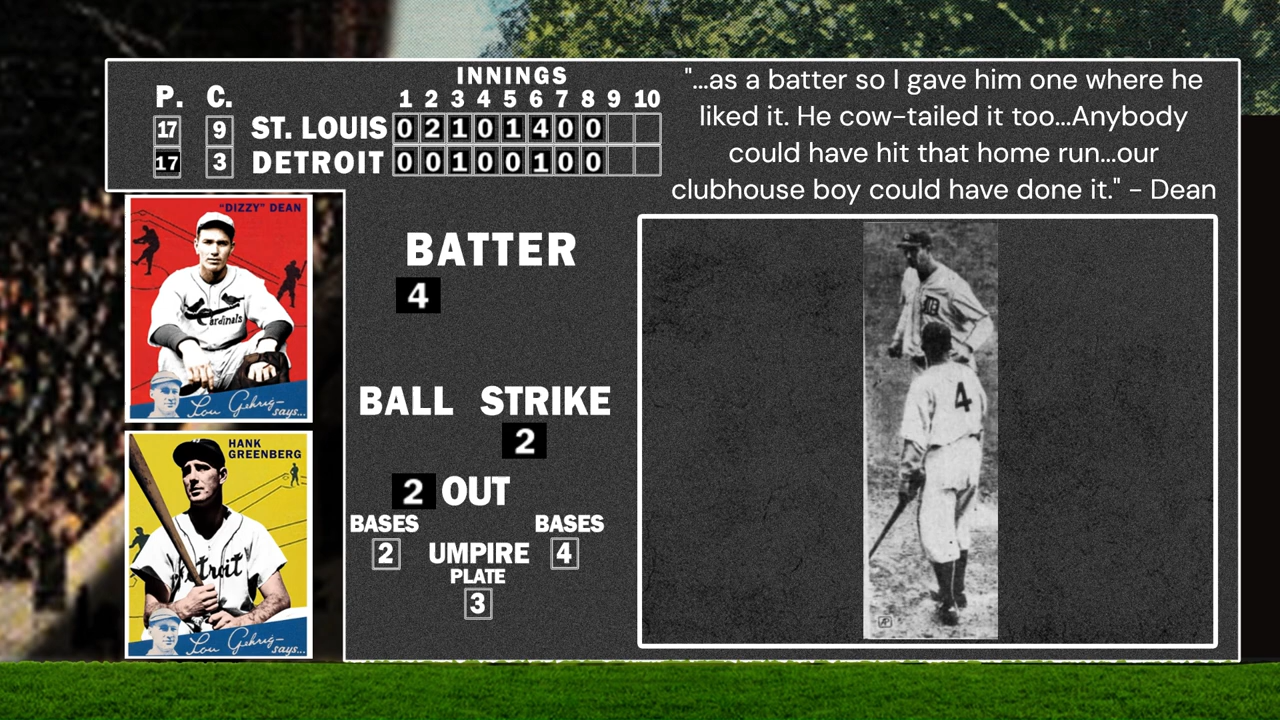 INNINGS
P. C. 1 2 3 4 5 6 7 8 9 10
17 9 ST. LOUIS 0 2 1 0 1 4 0 0
17 3 DETROIT 0 0 1 0 0 1 0 0
"...as a batter so I gave him one where he
liked it. He cow-tailed it too...Anybody
could have hit that home run...our
clubhouse boy could have done it." - Dean
"DIZZY" DEAN
Cardinals
Lou Gehrig-
says...
HANK
GREENBERG
Detroit
Lou Gehrig-
says...
BATTER
4
BALL STRIKE
2
2 OUT
BASES BASES
2 UMPIRE 4
PLATE
3
D
4
AP